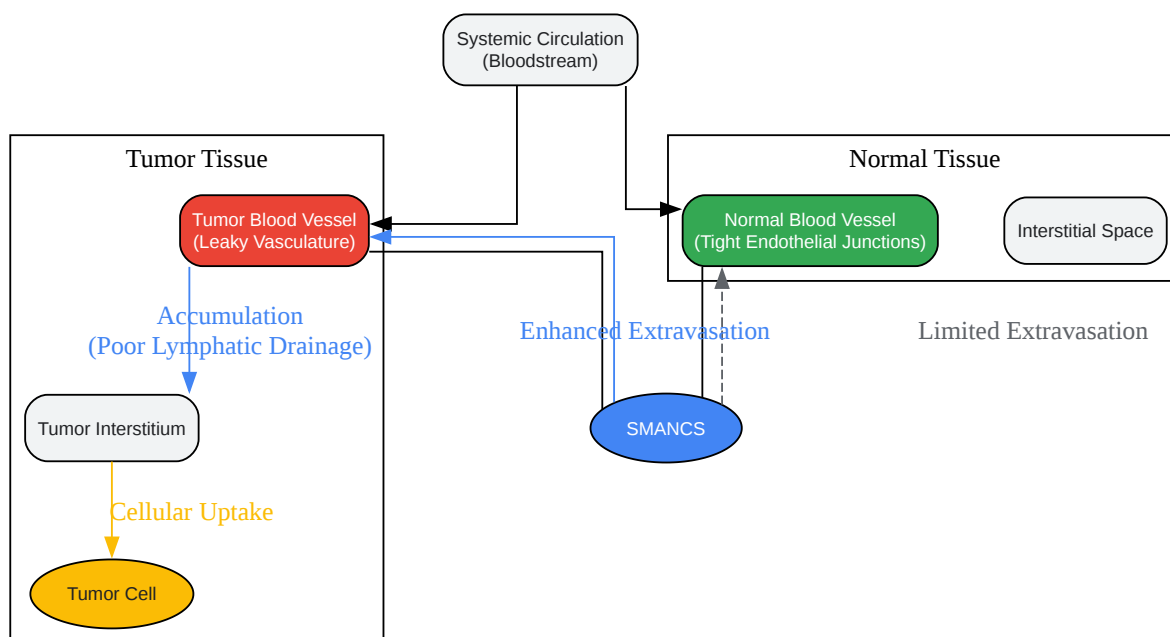 Systemic Circulation
(Bloodstream)
Tumor Tissue
Normal Tissue
Tumor Blood Vessel
(Leaky Vasculature)
Normal Blood Vessel
(Tight Endothelial Junctions)
Interstitial Space
Accumulation
(Poor Lymphatic Drainage)
Enhanced Extravasation
Limited Extravasation
Tumor Interstitium
SMANCS
Cellular Uptake
Tumor Cell